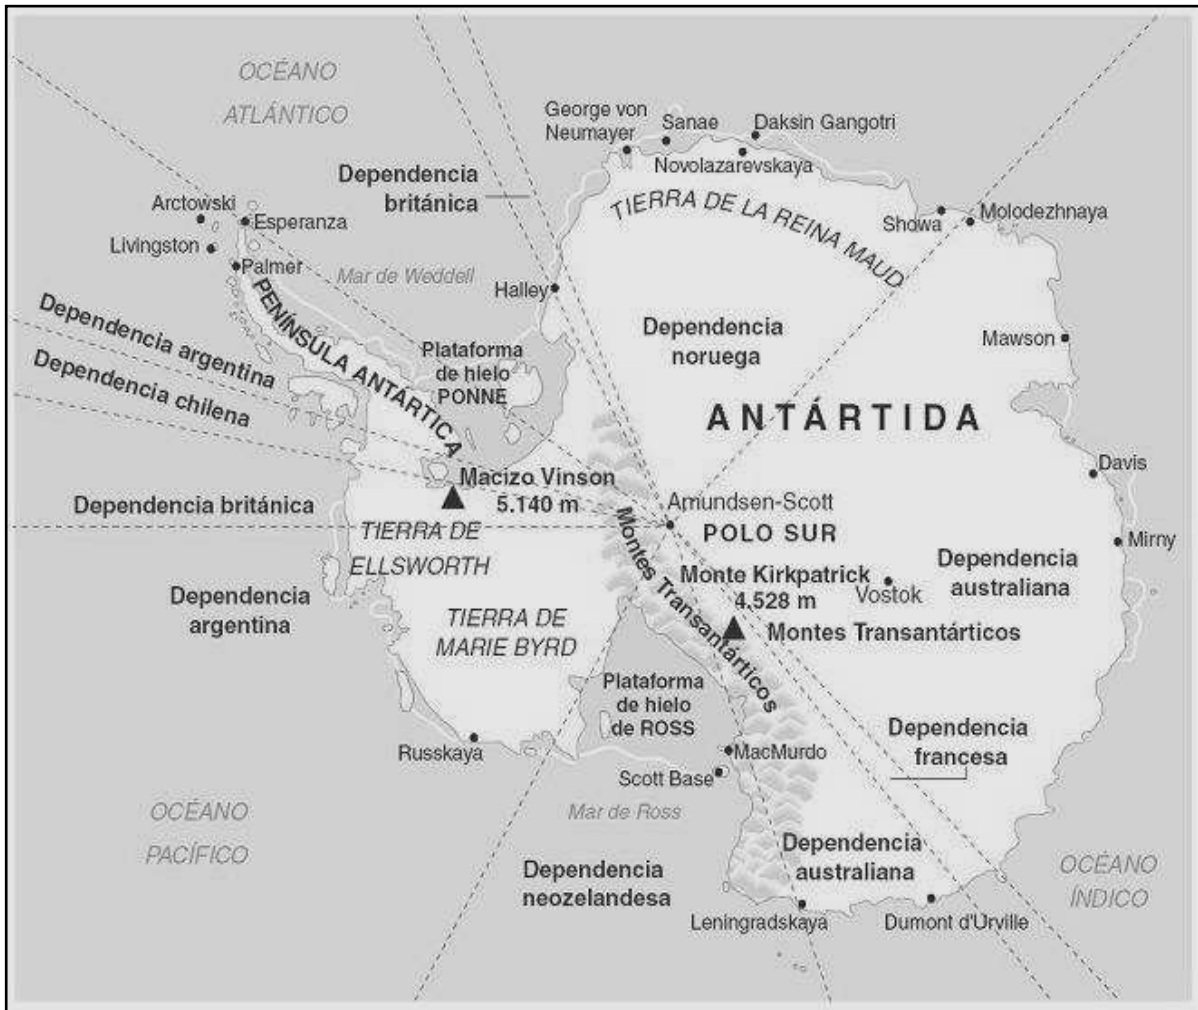 OCÉANO
ATLÁNTICO
George von
Neumayer
Sanae
Daksin Gangotri
Novolazarevskaya
Dependencia
británica
TIERRA DE LA REINA MAUD
Arctowski
Esperanza
Showa
Molodezhnaya
Livingston
Palmer
Mar de Weddell
Halley
PENÍNSULA ANTÁRTICA
Dependencia argentina
Dependencia chilena
Plataforma
de hielo
PONNE
Dependencia
noruega
Mawson
ANTÁRTIDA
Davis
Macizo Vinson
5.140 m
Amundsen-Scott
POLO SUR
Dependencia británica
TIERRA DE
ELLSWORTH
Mirny
Montes Transantárticos
Monte Kirkpatrick
4.528 m
Vostok
Dependencia
australiana
Dependencia
argentina
TIERRA DE
MARIE BYRD
Montes Transantárticos
Plataforma
de hielo
de ROSS
Russkaya
MacMurdo
Scott Base
Dependencia
francesa
Mar de Ross
OCÉANO
PACÍFICO
Dependencia
neozelandesa
Dependencia
australiana
OCÉANO
ÍNDICO
Leningradskaya
Dumont d'Urville